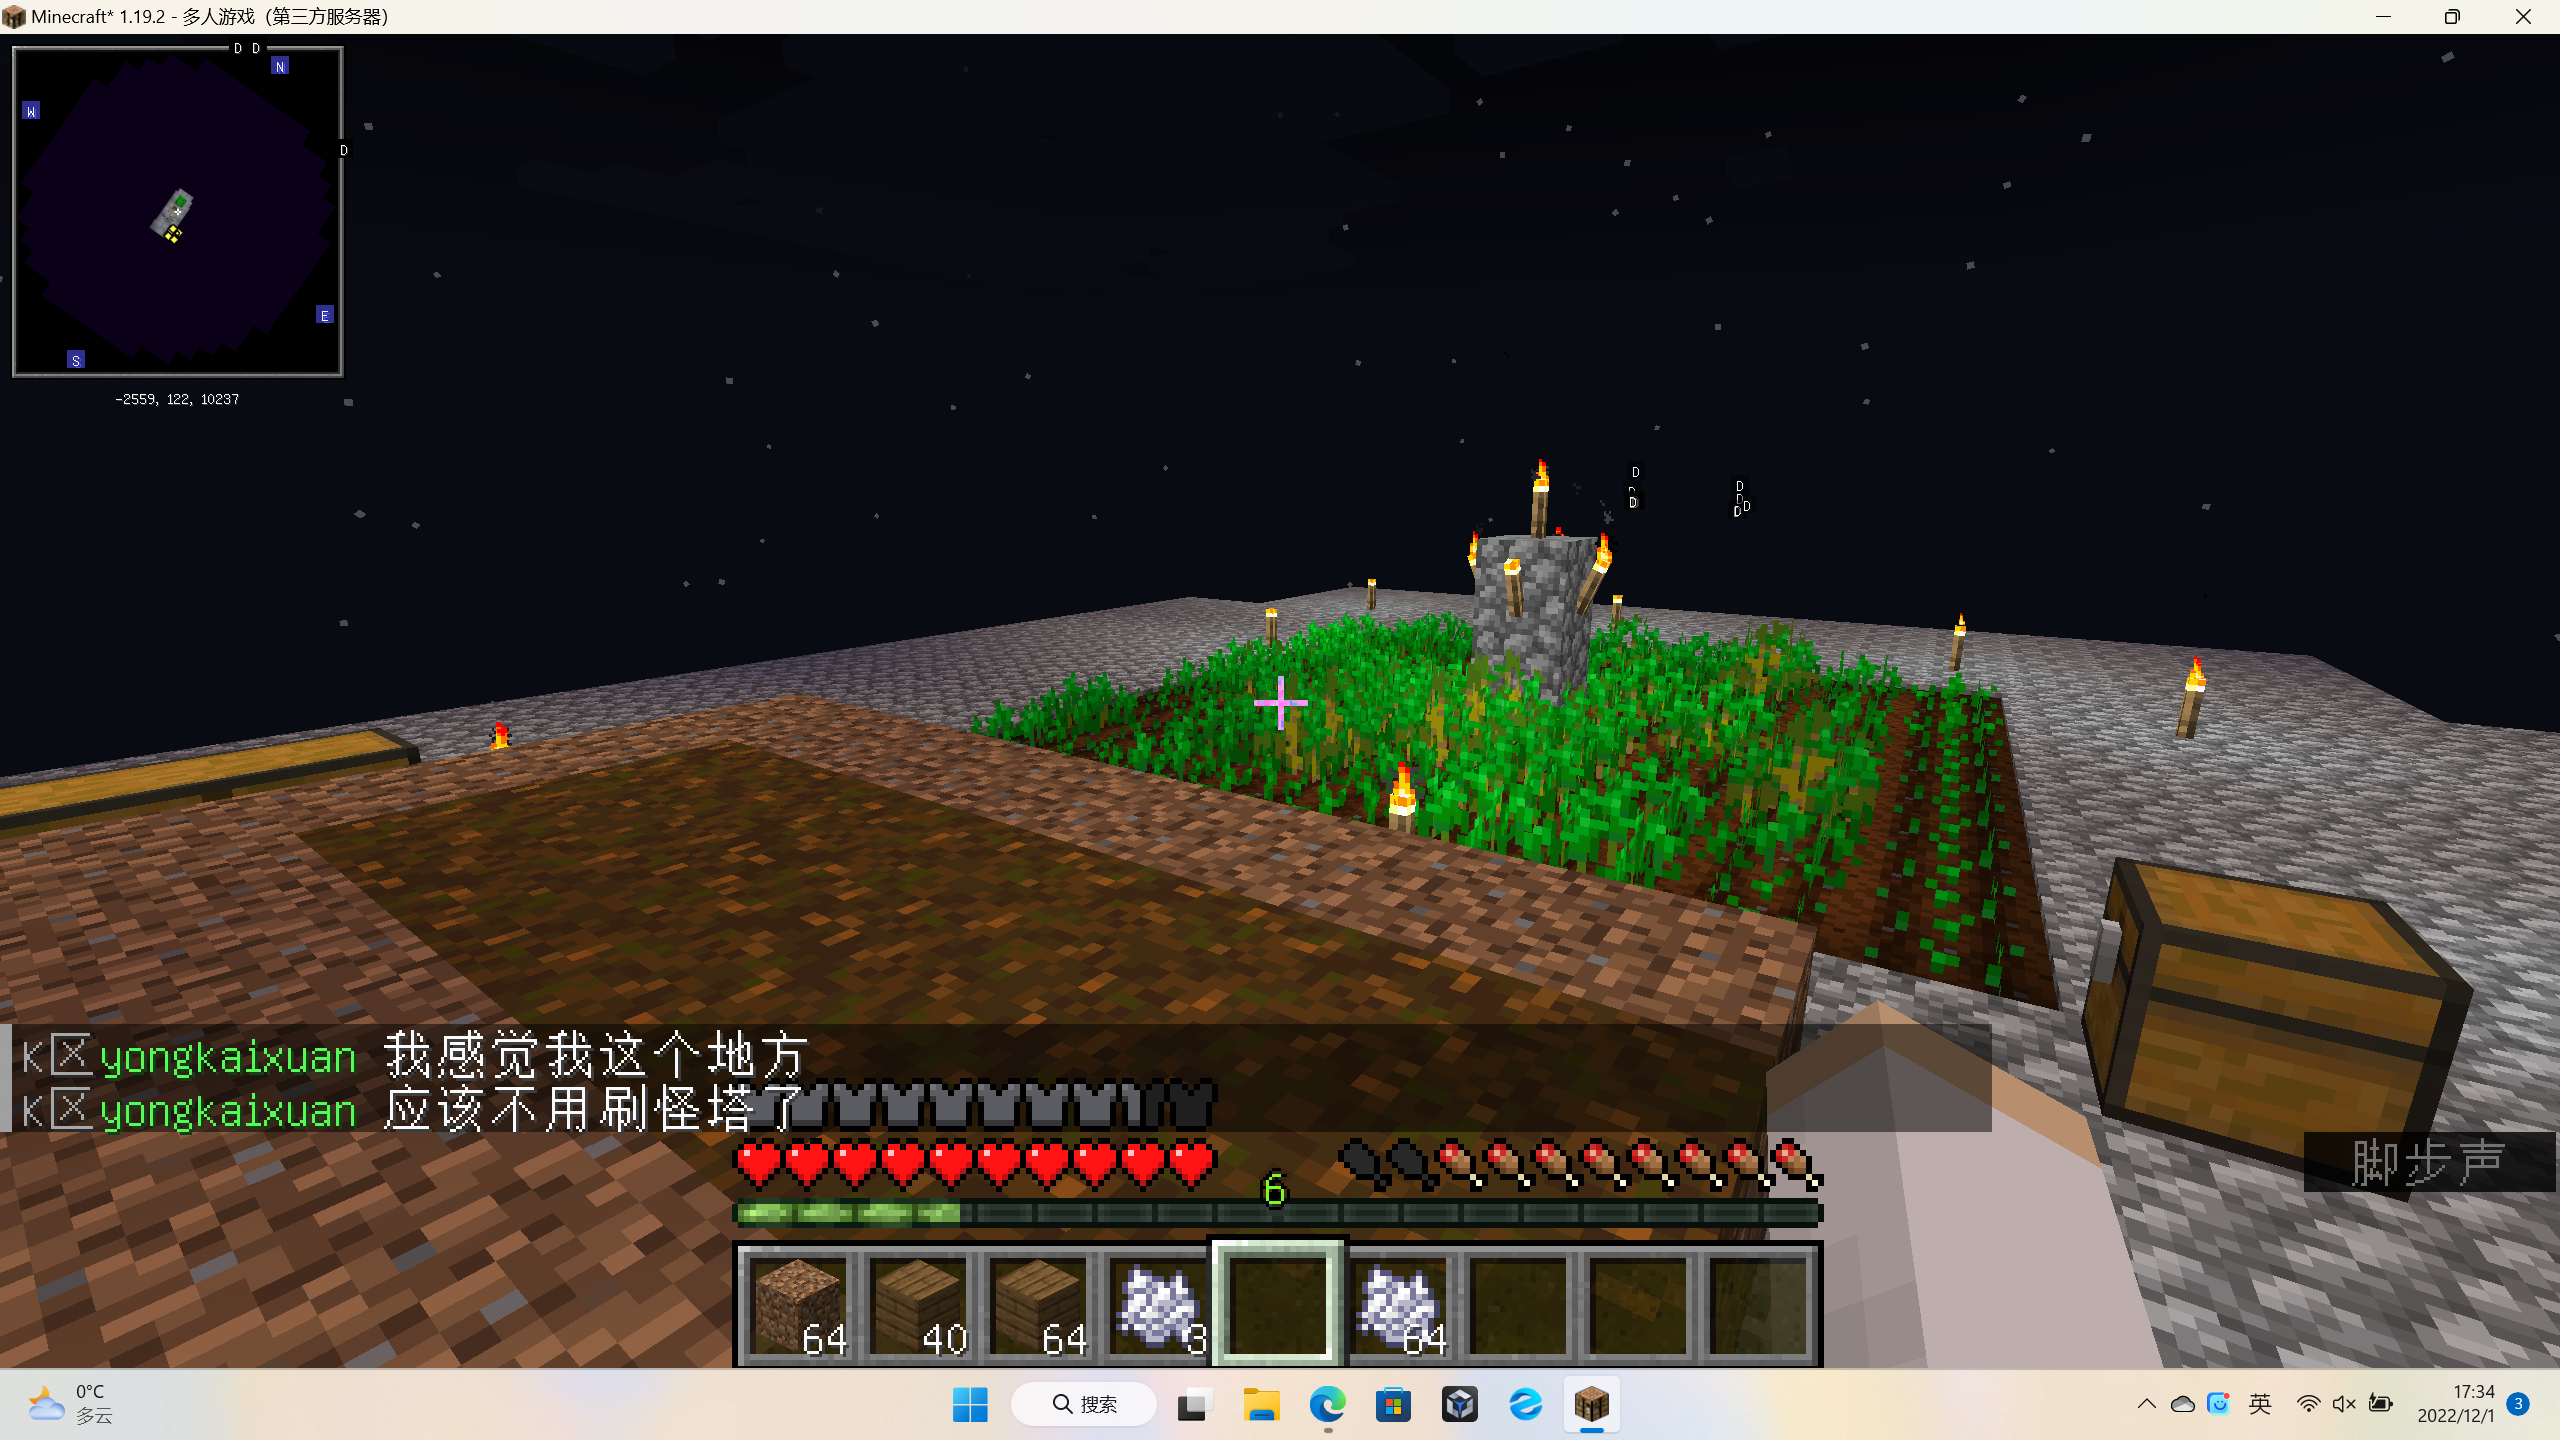 Minecraft* 1.19.2 - 多人游戏（第三方服务器）
D D
N
W
D
E
S
-2559, 122, 10237
D
D
D
D
D
D
D
K区yongkaixuan 我感觉我这个地方
K区yongkaixuan 应该不用刷怪塔了
脚步声
6
64
40
64
3
64
0°C
多云
搜索
英
17:34
2022/12/1
3